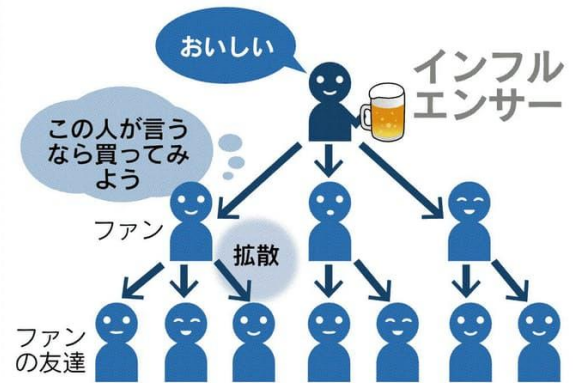 おいしい
インフル
エンサー
この人が言う
なら買ってみ
よう
ファン
拡散
ファン
の友達